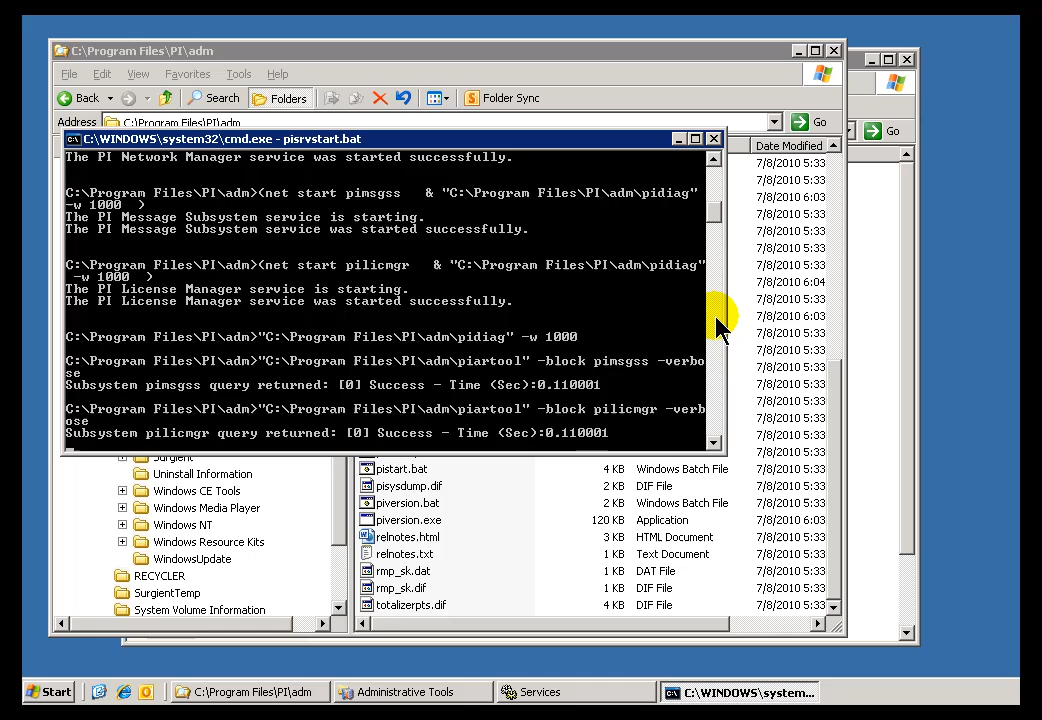 C:\Program Files\PI\adm
File Edit View Favorites Tools Help
Back Search Folders Folder Sync
Address C:\Program Files\PI\adm Go
Go
C:\WINDOWS\system32\cmd.exe - pisrvstart.bat
Date Modified
The PI Network Manager service was started successfully.
C:\Program Files\PI\adm>(net start pimsgss & "C:\Program Files\PI\adm\pidiag"
-w 1000 )
The PI Message Subsystem service is starting.
The PI Message Subsystem service was started successfully.
C:\Program Files\PI\adm>(net start pilicmgr & "C:\Program Files\PI\adm\pidiag"
-w 1000 )
The PI License Manager service is starting.
The PI License Manager service was started successfully.
C:\Program Files\PI\adm>"C:\Program Files\PI\adm\pidiag" -w 1000
C:\Program Files\PI\adm>"C:\Program Files\PI\adm\piartool" -block pimsgss -verbo
se
Subsystem pimsgss query returned: [0] Success - Time (Sec):0.110001
C:\Program Files\PI\adm>"C:\Program Files\PI\adm\piartool" -block pilicmgr -verb
ose
Subsystem pilicmgr query returned: [0] Success - Time (Sec):0.110001
7/8/2010 5:33
7/8/2010 5:33
7/8/2010 6:03
7/8/2010 5:33
7/8/2010 5:33
7/8/2010 5:33
7/8/2010 5:33
7/8/2010 6:04
7/8/2010 5:33
7/8/2010 6:03
7/8/2010 5:33
7/8/2010 5:33
7/8/2010 5:33
7/8/2010 5:33
7/8/2010 5:33
7/8/2010 5:33
7/8/2010 5:33
7/8/2010 5:33
Surgient
Uninstall Information
Windows CE Tools
Windows Media Player
Windows NT
Windows Resource Kits
WindowsUpdate
RECYCLER
SurgientTemp
System Volume Information
pistart.bat 4 KB Windows Batch File 7/8/2010 5:33
pisysdump.dif 2 KB DIF File 7/8/2010 5:33
piversion.bat 2 KB Windows Batch File 7/8/2010 5:33
piversion.exe 120 KB Application 7/8/2010 6:03
relnotes.html 3 KB HTML Document 7/8/2010 5:33
relnotes.txt 1 KB Text Document 7/8/2010 5:33
rmp_sk.dat 1 KB DAT File 7/8/2010 5:33
rmp_sk.dif 1 KB DIF File 7/8/2010 5:33
totalizerpts.dif 4 KB DIF File 7/8/2010 5:33
Start C:\Program Files\PI\adm Administrative Tools Services C:\WINDOWS\system...